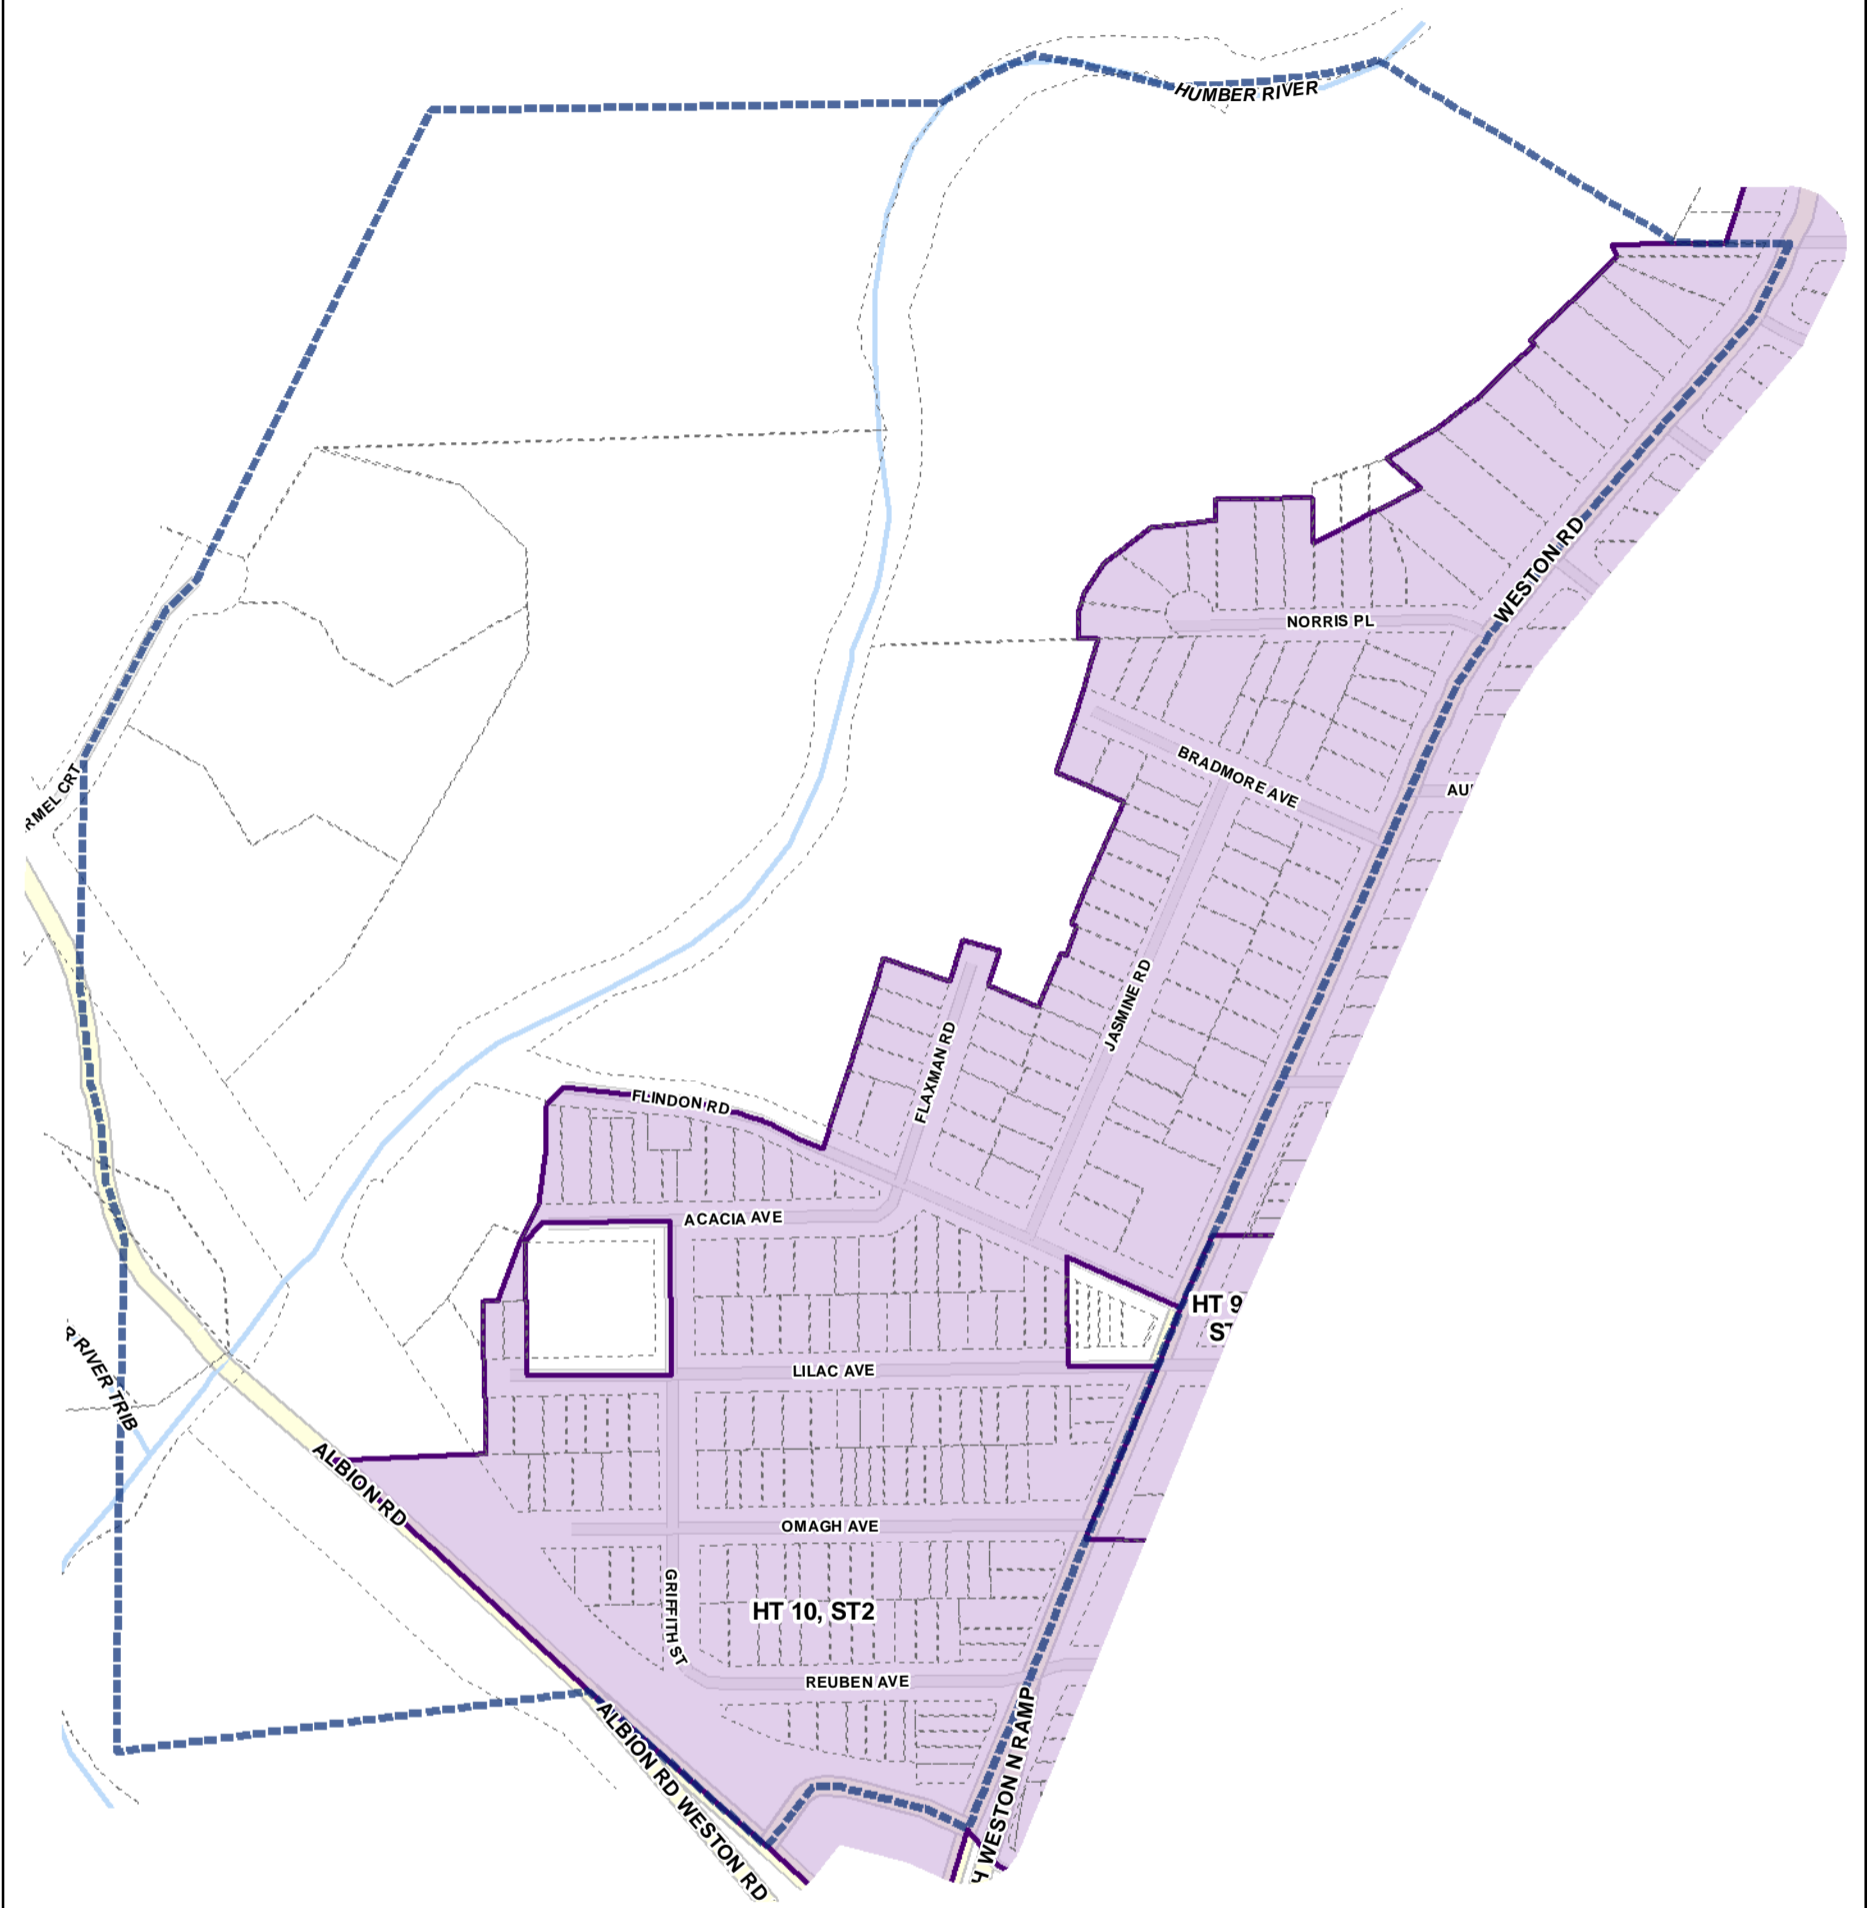 HUMBER RIVER
WESTON RD
NORRIS PL
BRADMORE AVE
AU
RMEL CRT
JASMINE RD
FLAXMAN RD
FLINDON RD
ACACIA AVE
HT 9
ST
R RIVER TRIB
LILAC AVE
ALBION RD
OMAGH AVE
GRIFFITH ST
HT 10, ST2
REUBEN AVE
ALBION RD WESTON RD
H WESTON N RAMP